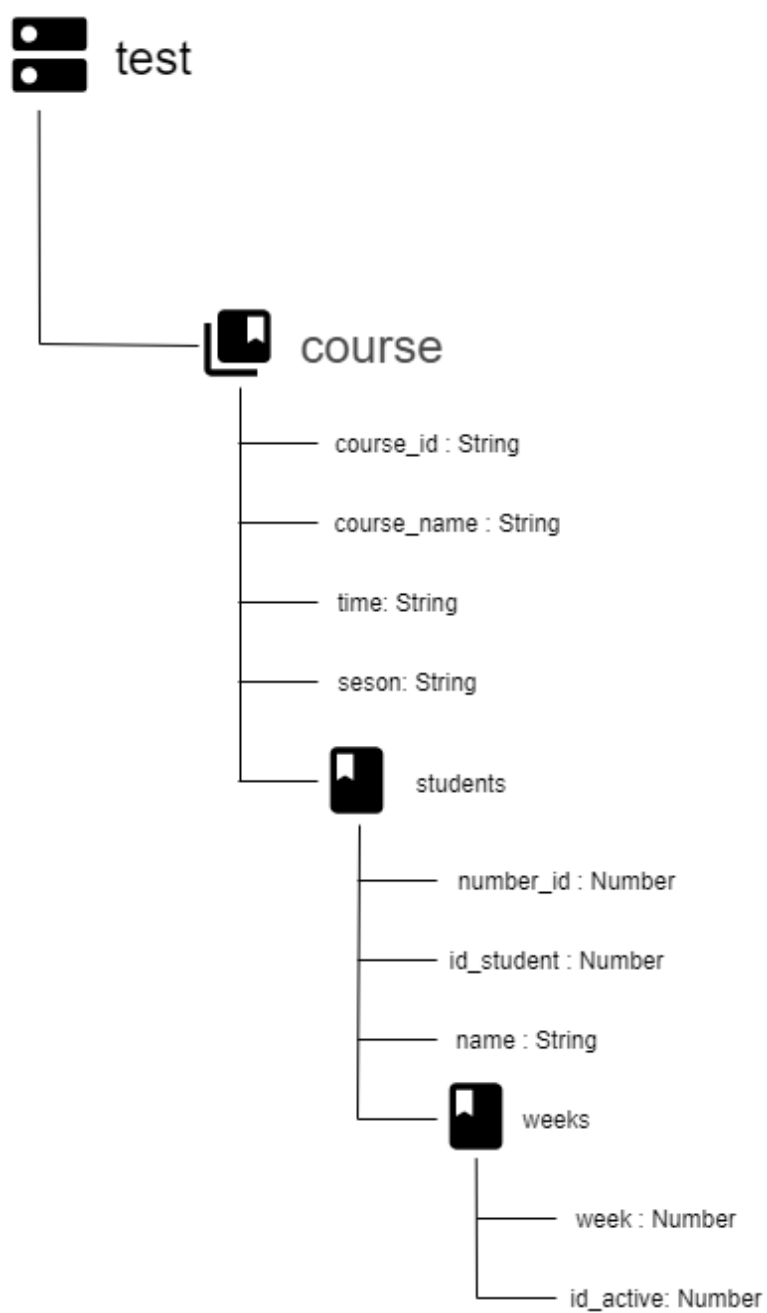 test
course
course_id : String
course_name : String
time: String
seson: String
students
number_id : Number
id_student : Number
name : String
weeks
week : Number
id_active: Number